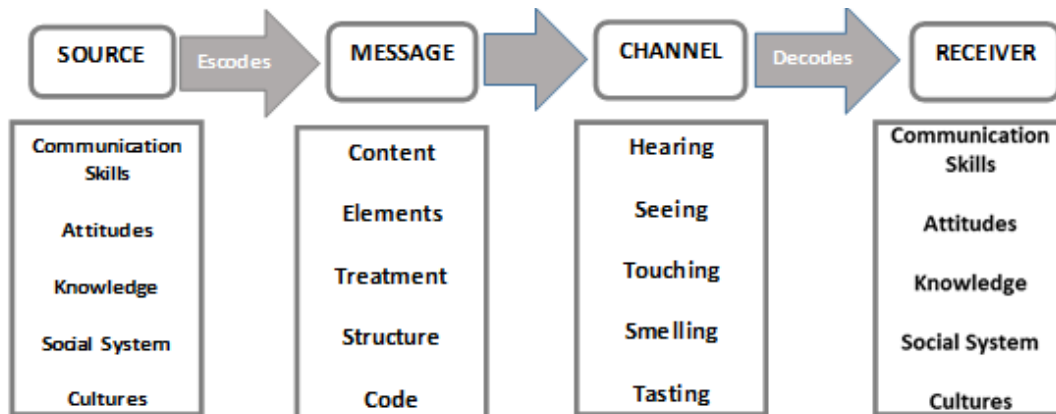 SOURCE
Escodes
MESSAGE
CHANNEL
Decodes
RECEIVER
Communication
Skills
Attitudes
Knowledge
Social System
Cultures
Content
Elements
Treatment
Structure
Code
Hearing
Seeing
Touching
Smelling
Tasting
Communication
Skills
Attitudes
Knowledge
Social System
Cultures